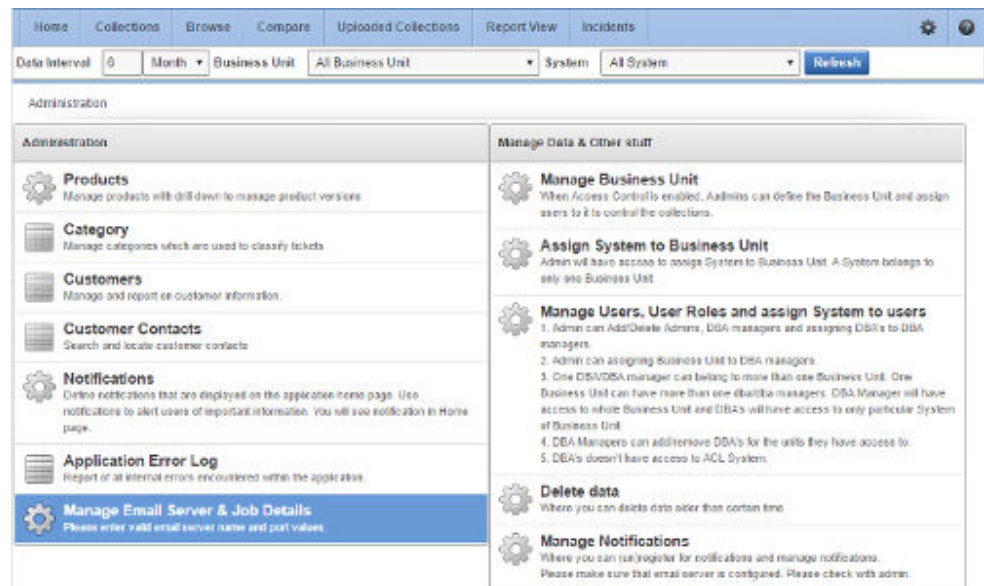 Home Collections Browse Compare Uploaded Collections Report View Incidents
Data Interval 6 Month Business Unit All Business Unit System All System Refresh
Administration
Administration
Products
Manage products with drill down to manage product versions
Category
Manage categories which are used to classify tickets
Customers
Manage and report on customer information.
Customer Contacts
Search and locate customer contacts
Notifications
Define notifications that are displayed on the application home page. Use
notifications to alert users of important information. You will see notification in Home
page.
Application Error Log
Report of all internal errors encountered within the application
Manage Email Server & Job Details
Please enter valid email server name and port values
Manage Data & Other stuff
Manage Business Unit
When Access Control is enabled, Aadmins can define the Business Unit and assign
users to it to control the collections.
Assign System to Business Unit
Admin will have access to assign System to Business Unit. A System belongs to
only one Business Unit
Manage Users, User Roles and assign System to users
1. Admin can Add/Delete Admins, DBA managers and assigning DBA's to DBA
managers.
2. Admin can assigning Business Unit to DBA managers.
3. One DBA/DBA manager can belong to more than one Business Unit. One
Business Unit can have more than one dba/dba managers. DBA Manager will have
access to whole Business Unit and DBA's will have access to only particular System
of Business Unit
4. DBA Managers can add/remove DBA's for the units they have access to.
5. DBA's doesn't have access to ACL System.
Delete data
Where you can delete data older than certain time.
Manage Notifications
Where you can (un)register for notifications and manage notifications.
Please make sure that email server is configured. Please check with admin.